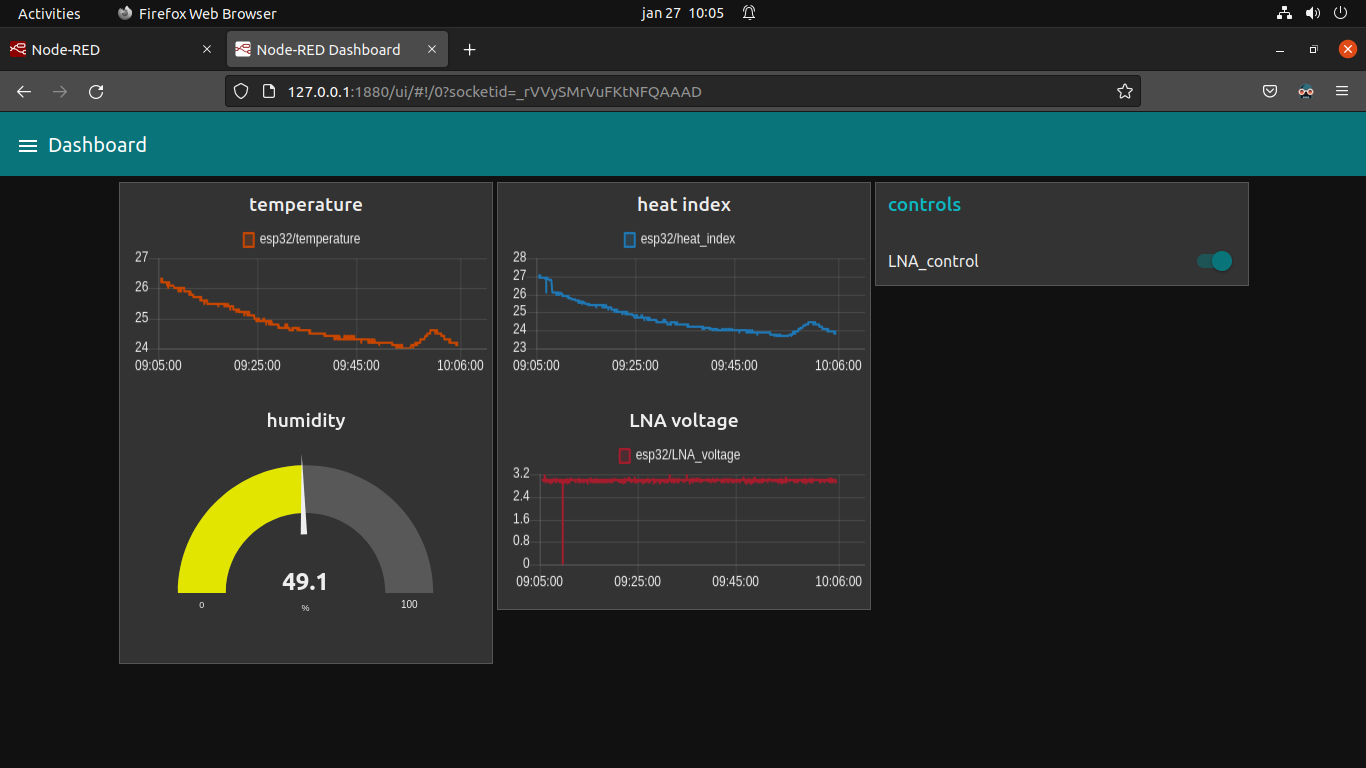 Activities Firefox Web Browser jan 27 10:05
Node-RED Node-RED Dashboard
127.0.0.1:1880/ui/#!/0?socketid=_rVVySMrVuFKtNFQAAAD
Dashboard
temperature
esp32/temperature
27
26
25
24
09:05:00 09:25:00 09:45:00 10:06:00
humidity
49.1
0 % 100
heat index
esp32/heat_index
28
27
26
25
24
23
09:05:00 09:25:00 09:45:00 10:06:00
LNA voltage
esp32/LNA_voltage
3.2
2.4
1.6
0.8
0
09:05:00 09:25:00 09:45:00 10:06:00
controls
LNA_control